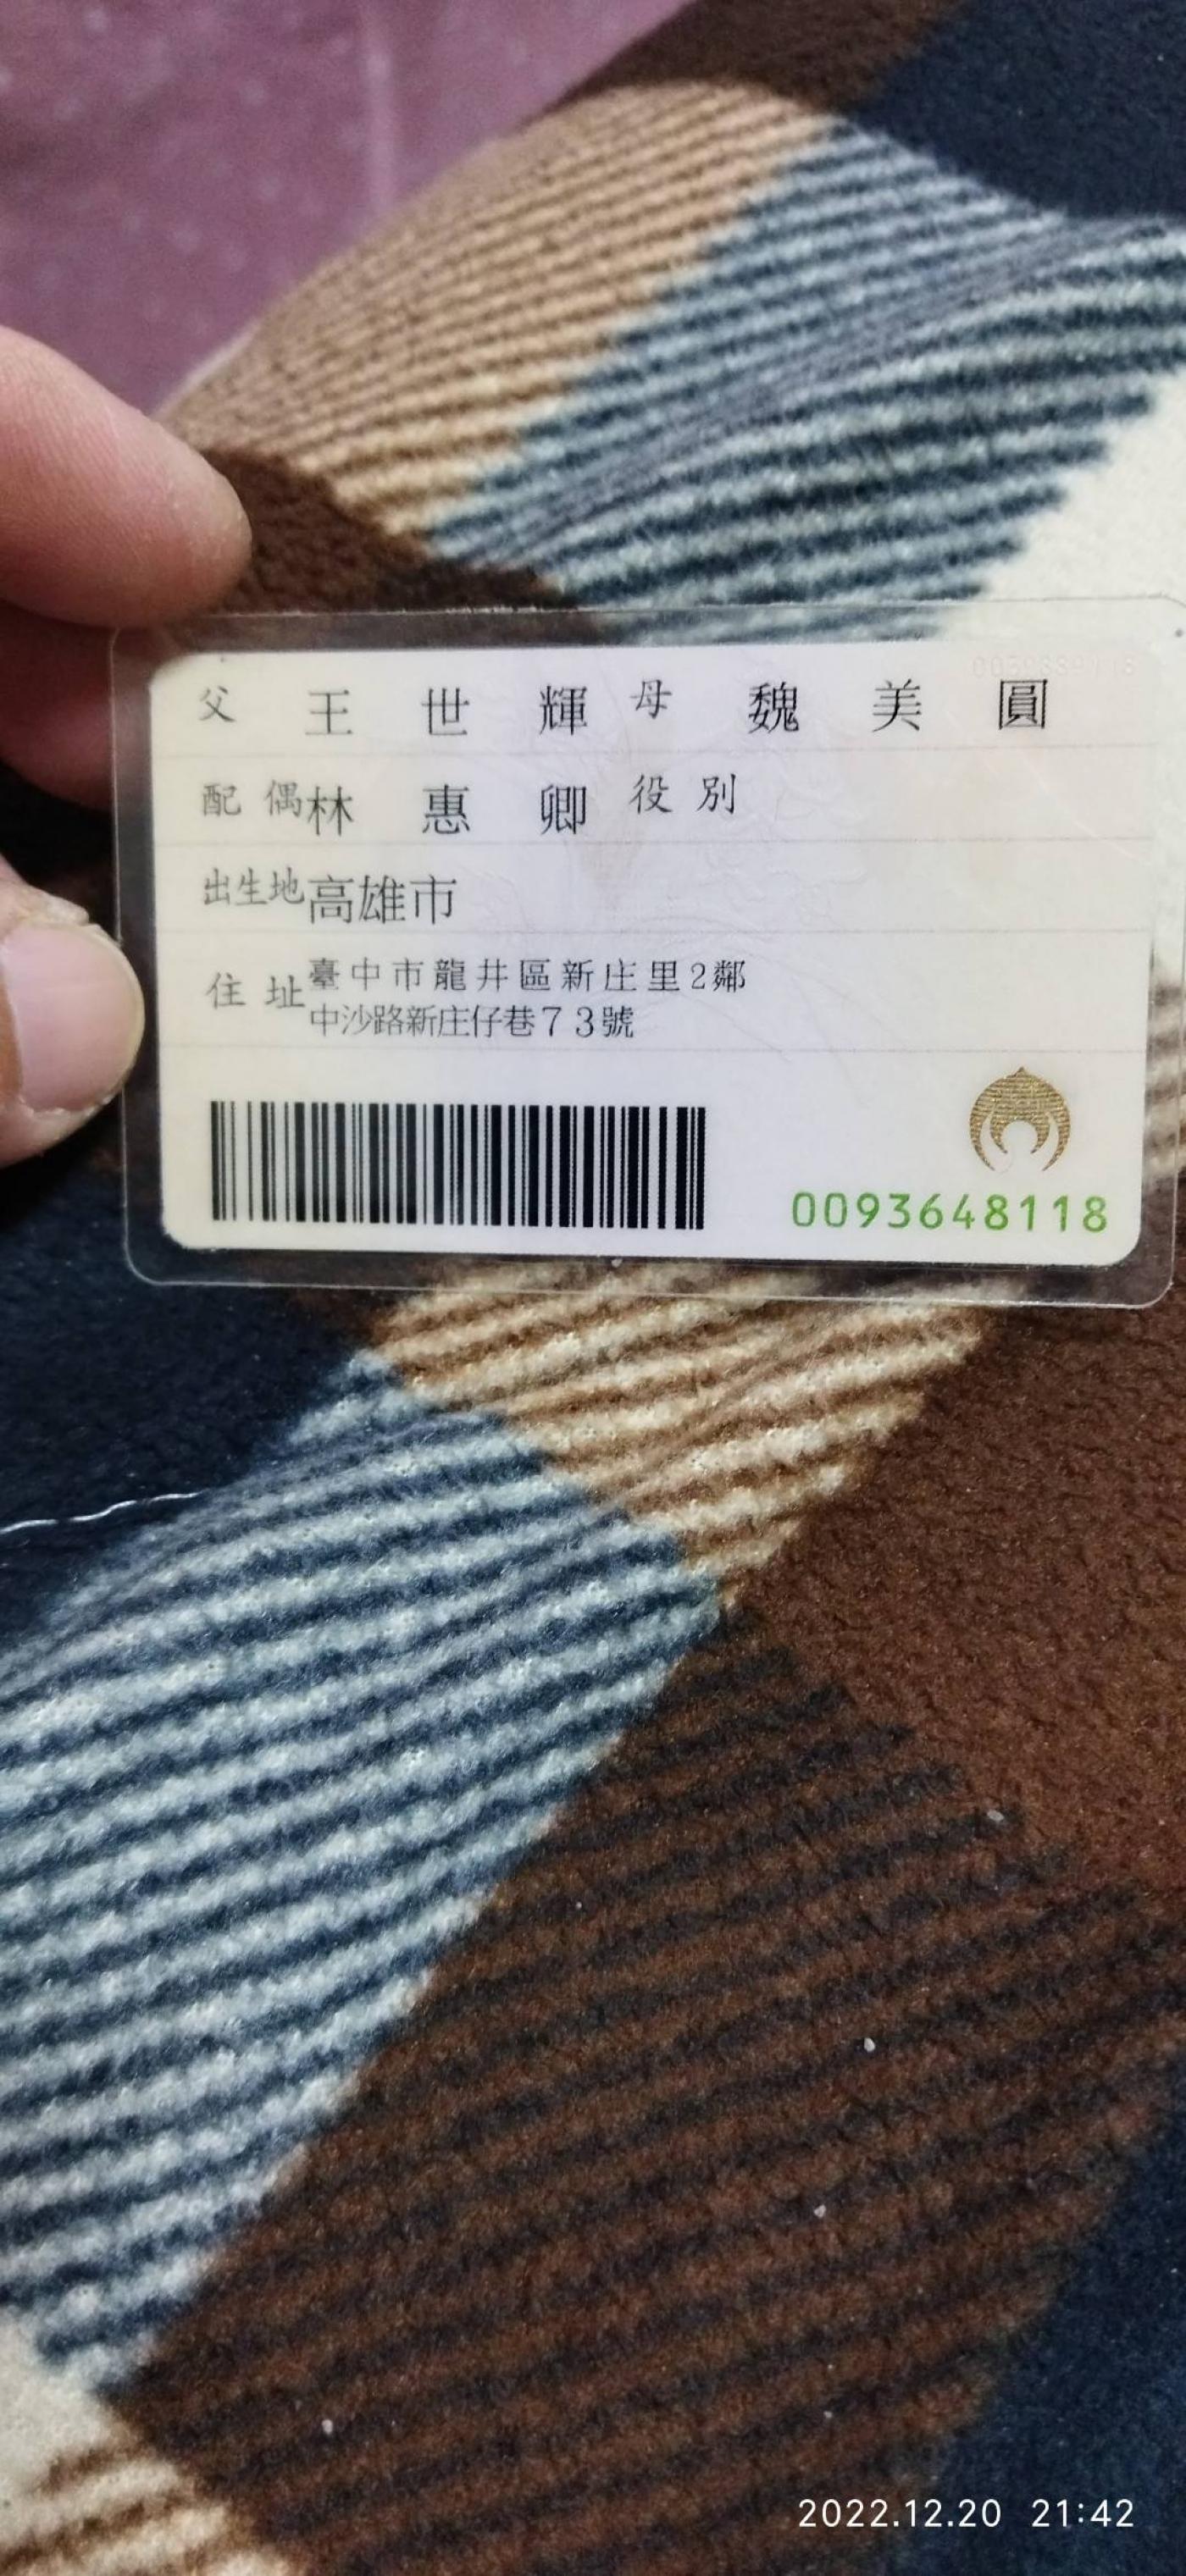 父 王世輝 母 魏美圓
配偶 林惠卿 役別
出生地 高雄市
住址 臺中市龍井區新庄里2鄰
中沙路新庄仔巷73號
0093648118
2022.12.20 21:42